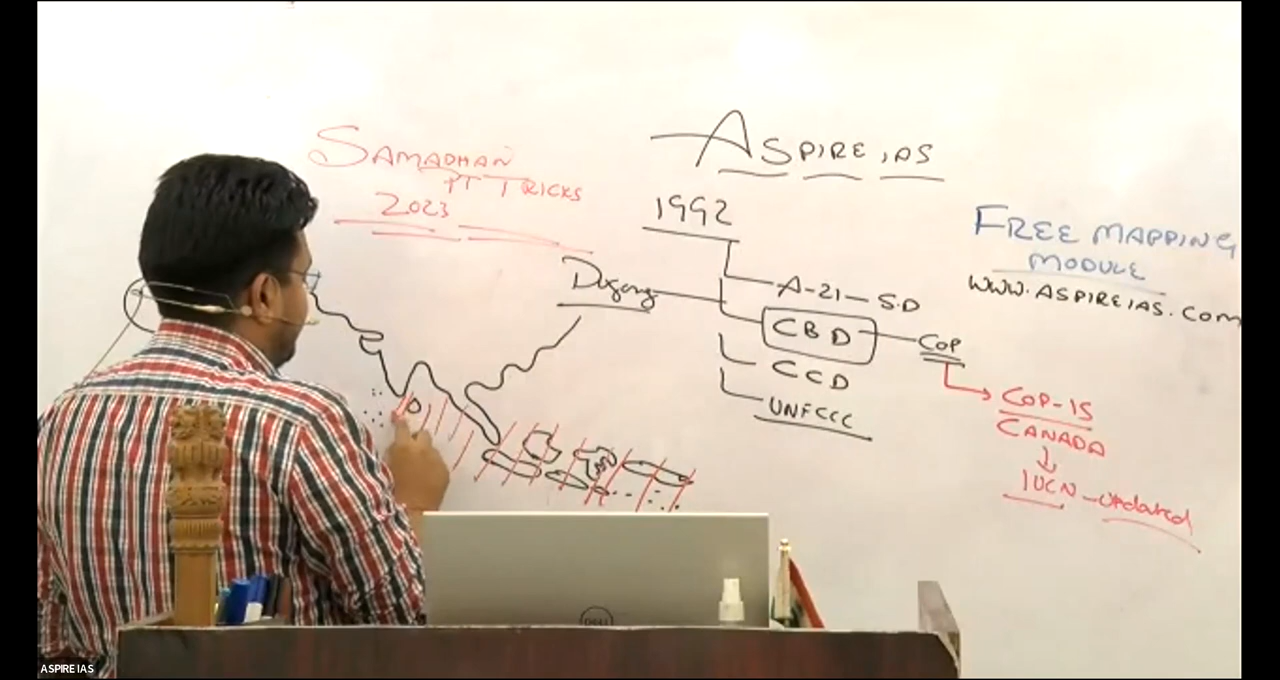 ASPIRE IAS
SAMADHAN
PT TRICKS
2023
1992
FREE MAPPING
MODULE
WWW.ASPIREIAS.COM
Dugong
A-21-S.D
CBD
COP
CCD
UNFCCC
COP-15
CANADA
↓
IUCN-updated
DELL
ASPIRE IAS